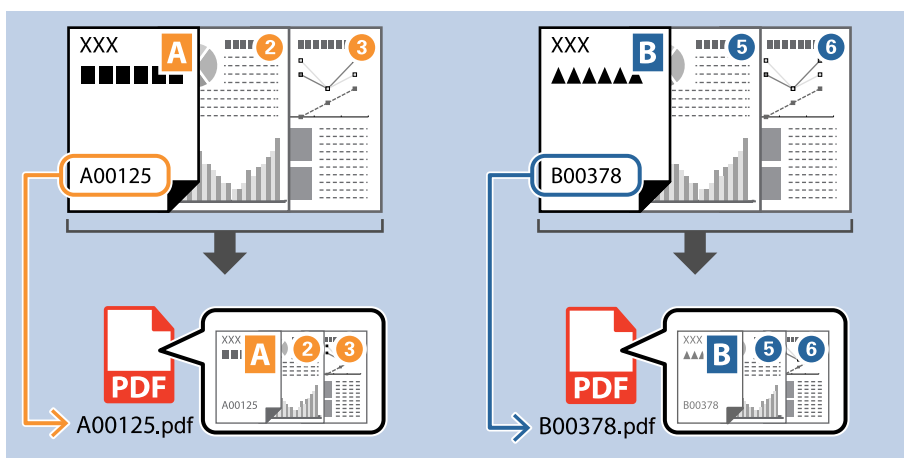 XXX A 2 3
A00125
XXX B 5 6
B00378
PDF
XXX A 2 3
A00125
A00125.pdf
PDF
XXX B 5 6
B00378
B00378.pdf